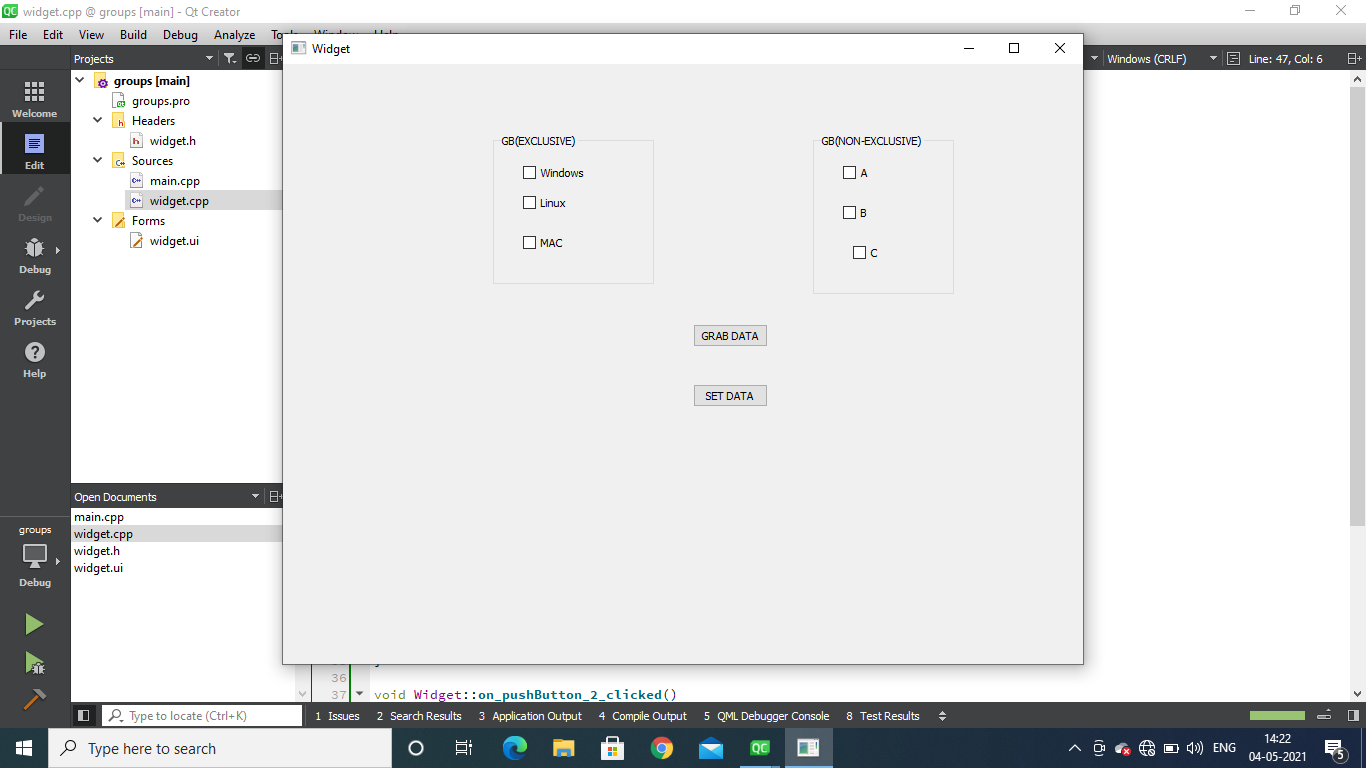 widget.cpp @ groups [main] - Qt Creator
File Edit View Build Debug Analyze
Widget
Projects
Windows (CRLF)
Line: 47, Col: 6
Welcome
Edit
Design
Debug
Projects
Help
groups [main]
groups.pro
Headers
widget.h
Sources
main.cpp
widget.cpp
Forms
widget.ui
GB(EXCLUSIVE)
Windows
Linux
MAC
GB(NON-EXCLUSIVE)
A
B
C
GRAB DATA
SET DATA
Open Documents
main.cpp
widget.cpp
widget.h
widget.ui
groups
Debug
36
37 void Widget::on_pushButton_2_clicked()
Type to locate (Ctrl+K)
1 Issues 2 Search Results 3 Application Output 4 Compile Output 5 QML Debugger Console 8 Test Results
Type here to search
ENG
14:22
04-05-2021
5